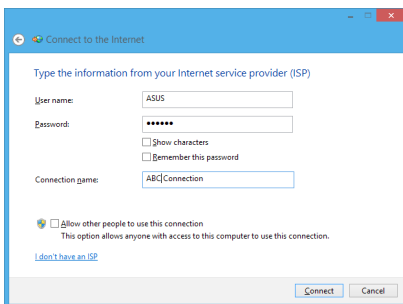 Connect to the Internet
Type the information from your Internet service provider (ISP)
User name: ASUS
Password: ••••••
Show characters
Remember this password
Connection name: ABC Connection
Allow other people to use this connection
This option allows anyone with access to this computer to use this connection.
I don't have an ISP
Connect Cancel